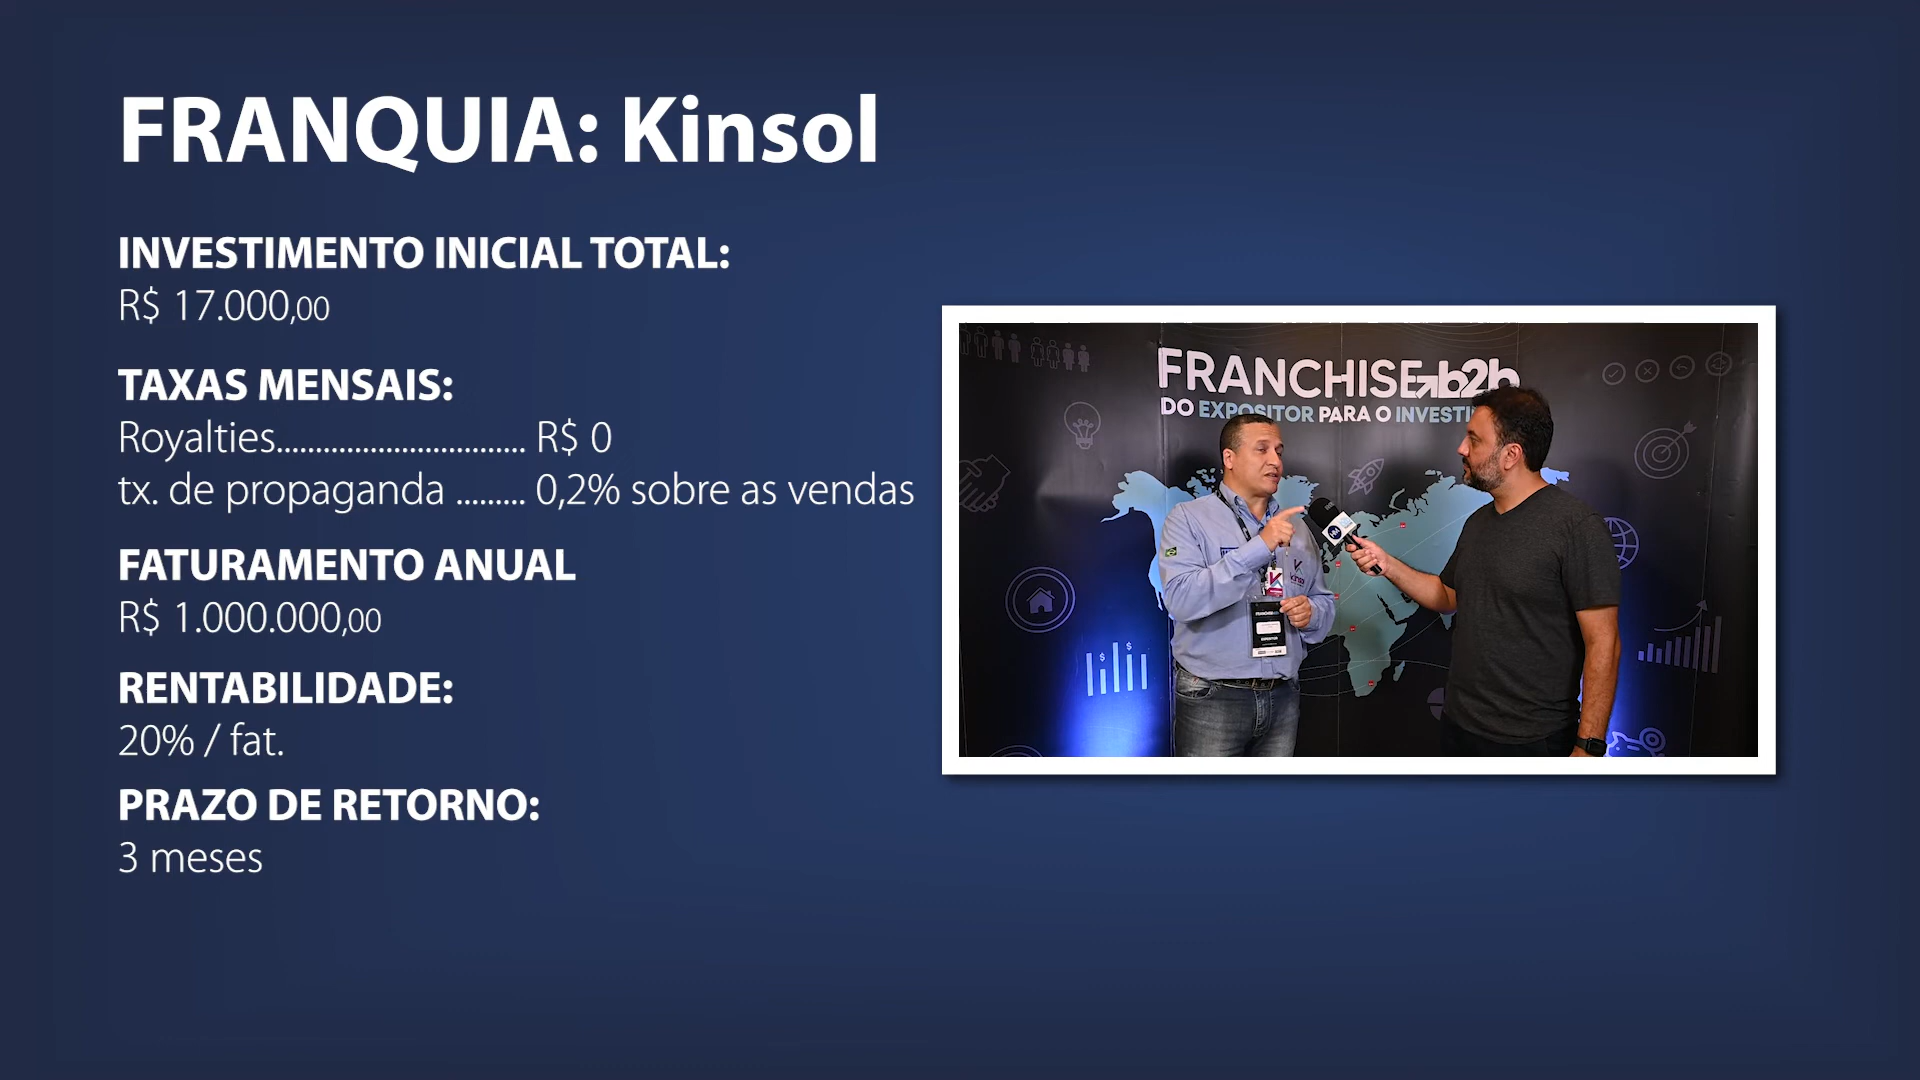 FRANQUIA: Kinsol
INVESTIMENTO INICIAL TOTAL:
R$ 17.000,00
TAXAS MENSAIS:
Royalties............................... R$ 0
tx. de propaganda ......... 0,2% sobre as vendas
FATURAMENTO ANUAL
R$ 1.000.000,00
RENTABILIDADE:
20% / fat.
PRAZO DE RETORNO:
3 meses
FRANCHISE b2b
DO EXPOSITOR PARA O INVESTI